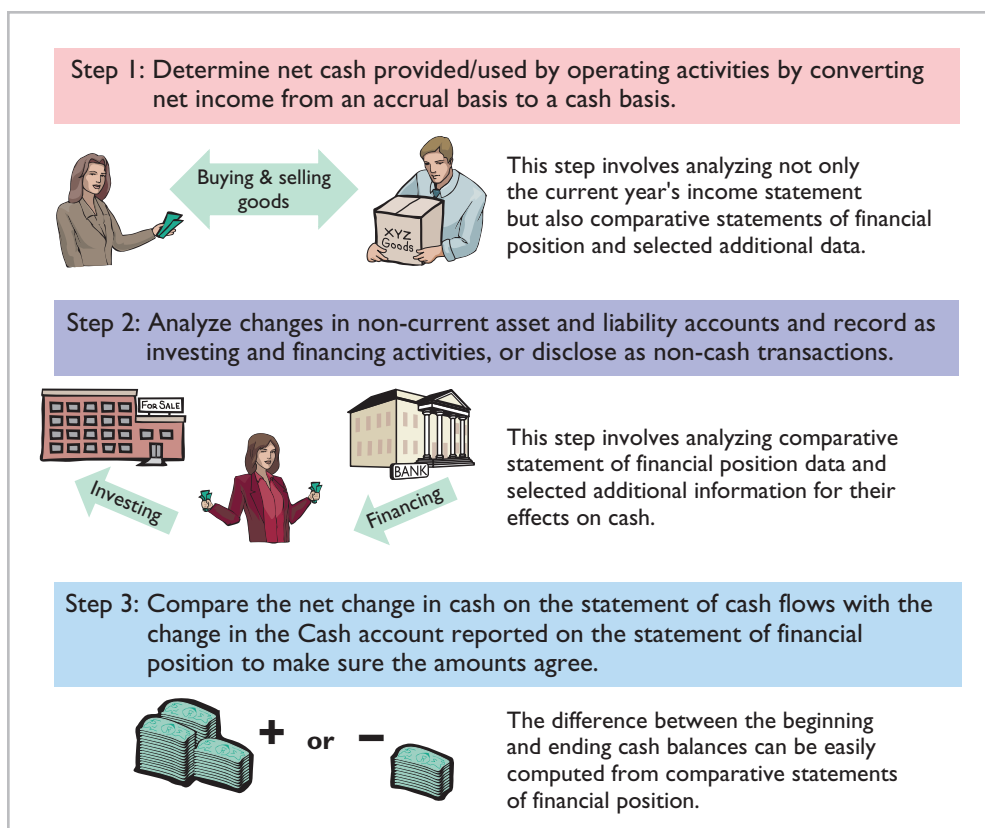 Step 1: Determine net cash provided/used by operating activities by converting
net income from an accrual basis to a cash basis.
Buying & selling
goods
XYZ
Goods
This step involves analyzing not only
the current year's income statement
but also comparative statements of financial
position and selected additional data.
Step 2: Analyze changes in non-current asset and liability accounts and record as
investing and financing activities, or disclose as non-cash transactions.
FOR SALE
BANK
Investing
Financing
This step involves analyzing comparative
statement of financial position data and
selected additional information for their
effects on cash.
Step 3: Compare the net change in cash on the statement of cash flows with the
change in the Cash account reported on the statement of financial
position to make sure the amounts agree.
+ or –
The difference between the beginning
and ending cash balances can be easily
computed from comparative statements
of financial position.